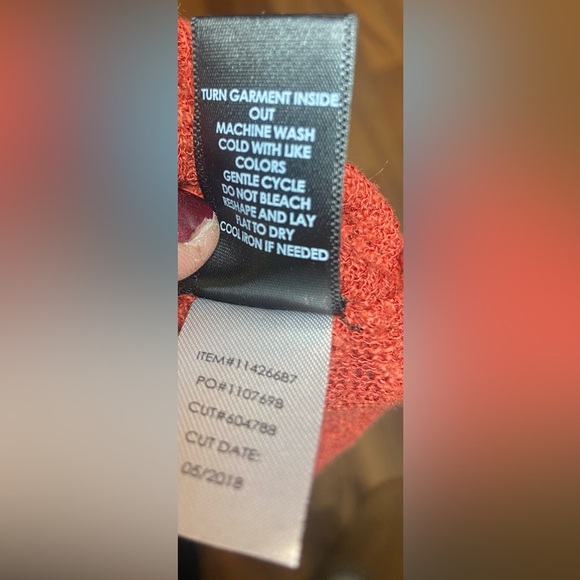 TURN GARMENT INSIDE
OUT
MACHINE WASH
COLD WITH LIKE
COLORS
GENTLE CYCLE
DO NOT BLEACH
RESHAPE AND LAY
FLAT TO DRY
COOL IRON IF NEEDED
ITEM#11426687
PO#1107698
CUT#604788
CUT DATE:
05/2018